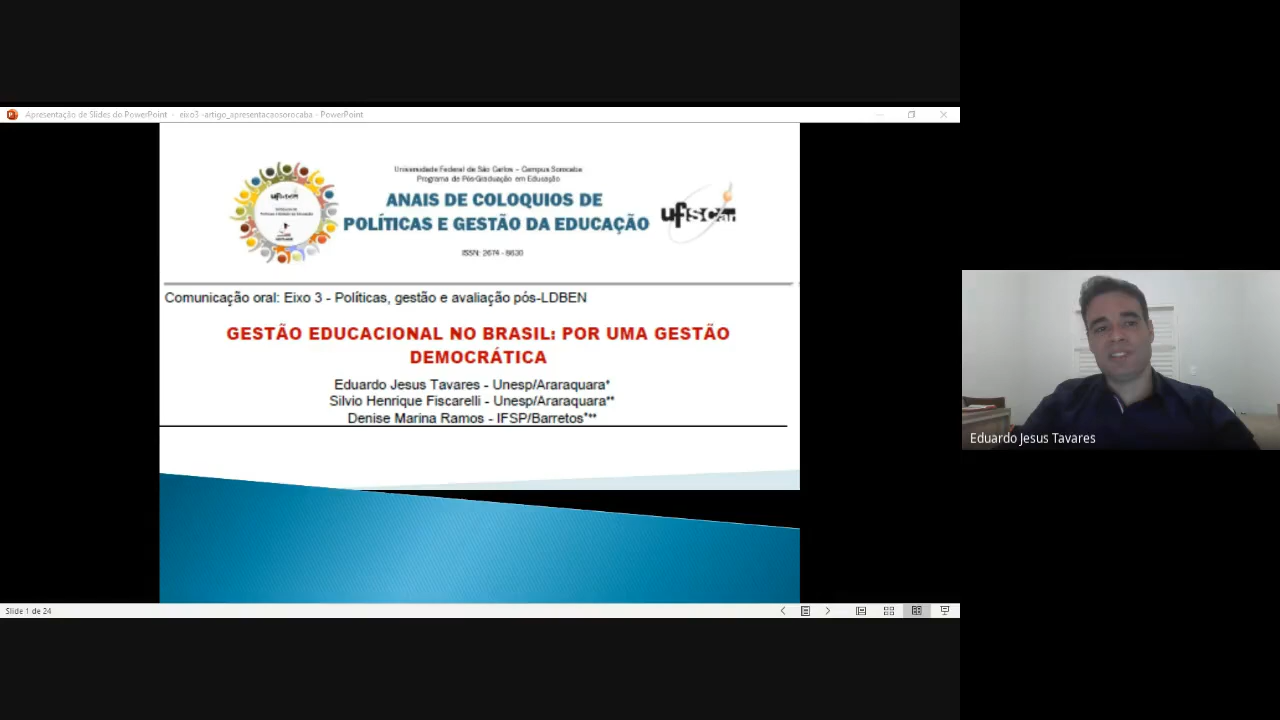 Apresentação de Slides do PowerPoint - eixo3 -artigo_apresentacaosorocaba - PowerPoint
Universidade Federal de São Carlos – Campus Sorocaba
Programa de Pós-Graduação em Educação
ANAIS DE COLOQUIOS DE
POLÍTICAS E GESTÃO DA EDUCAÇÃO
ufscar
ISSN: 2674 - 8630
Comunicação oral: Eixo 3 - Políticas, gestão e avaliação pós-LDBEN
GESTÃO EDUCACIONAL NO BRASIL: POR UMA GESTÃO
DEMOCRÁTICA
Eduardo Jesus Tavares - Unesp/Araraquara*
Silvio Henrique Fiscarelli - Unesp/Araraquara**
Denise Marina Ramos - IFSP/Barretos***
Eduardo Jesus Tavares
Slide 1 de 24